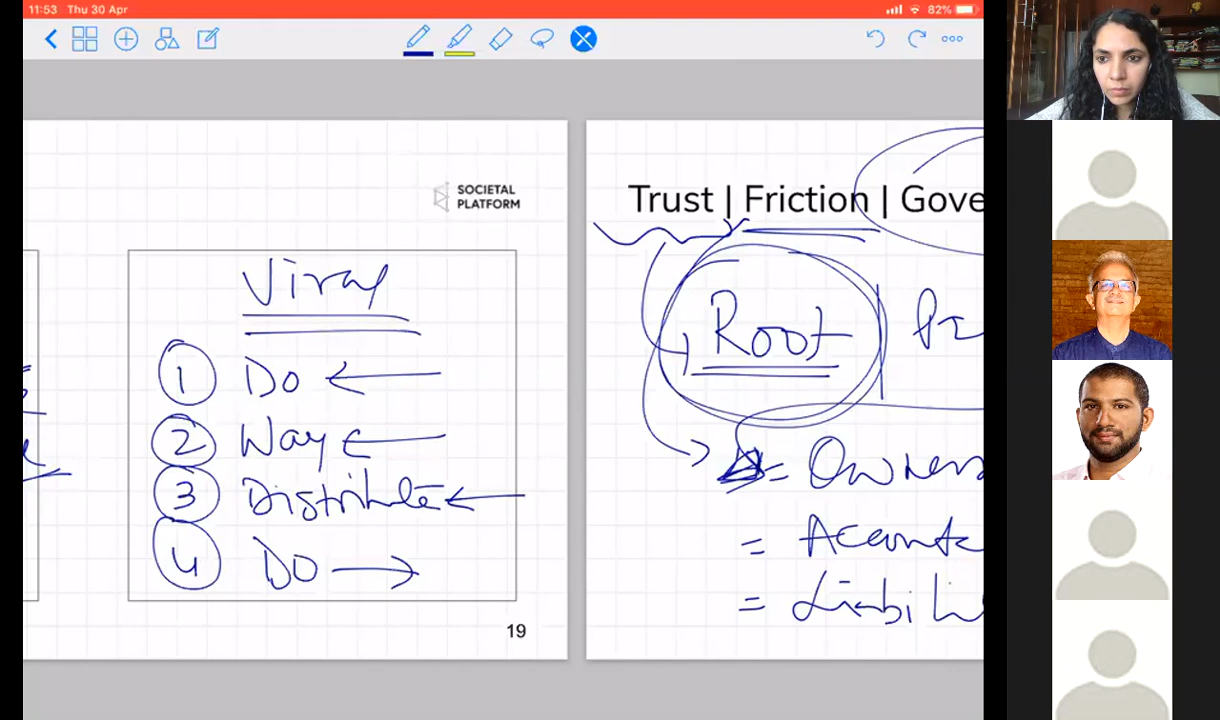 11:53 Thu 30 Apr
82%
SOCIETAL
PLATFORM
Viral
1 Do ←
2 Way ←
3 Distribute ←
4 DO →
19
Trust | Friction | Gove
Root
= Owners
= Accounta
= Liabili